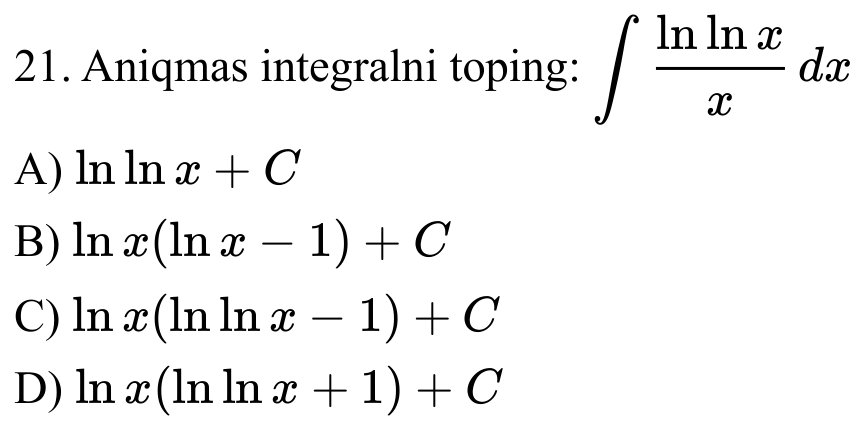 21. Aniqmas integralni toping: ∫ \frac{\ln \ln x}{x} dx
A) ln ln x + C
B) ln x(ln x − 1) + C
C) ln x(ln ln x − 1) + C
D) ln x(ln ln x + 1) + C